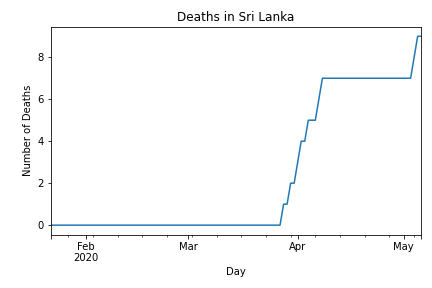 Deaths in Sri Lanka
Number of Deaths
8
6
4
2
0
Feb
2020
Mar
Apr
May
Day